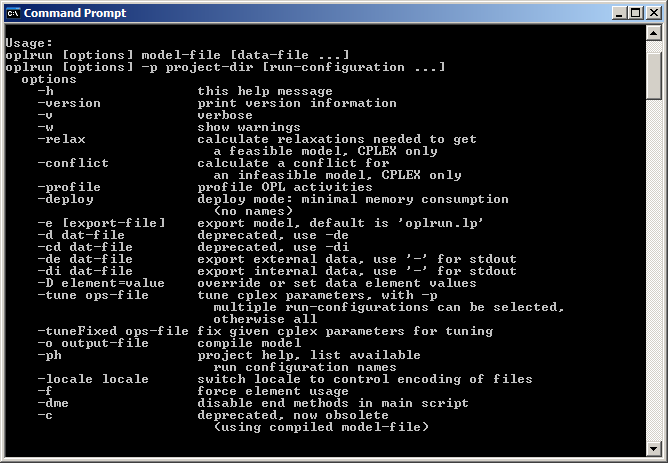 Command Prompt
Usage:
oplrun [options] model-file [data-file ...]
oplrun [options] -p project-dir [run-configuration ...]
options
-h this help message
-version print version information
-v verbose
-w show warnings
-relax calculate relaxations needed to get
a feasible model, CPLEX only
-conflict calculate a conflict for
an infeasible model, CPLEX only
-profile profile OPL activities
-deploy deploy mode: minimal memory consumption
(no names)
-e [export-file] export model, default is 'oplrun.lp'
-d dat-file deprecated, use -de
-cd dat-file deprecated, use -di
-de dat-file export external data, use '-' for stdout
-di dat-file export internal data, use '-' for stdout
-D element=value override or set data element values
-tune ops-file tune cplex parameters, with -p
multiple run-configurations can be selected,
otherwise all
-tuneFixed ops-file fix given cplex parameters for tuning
-o output-file compile model
-ph project help, list available
run configuration names
-locale locale switch locale to control encoding of files
-f force element usage
-dme disable end methods in main script
-c deprecated, now obsolete
(using compiled model-file)